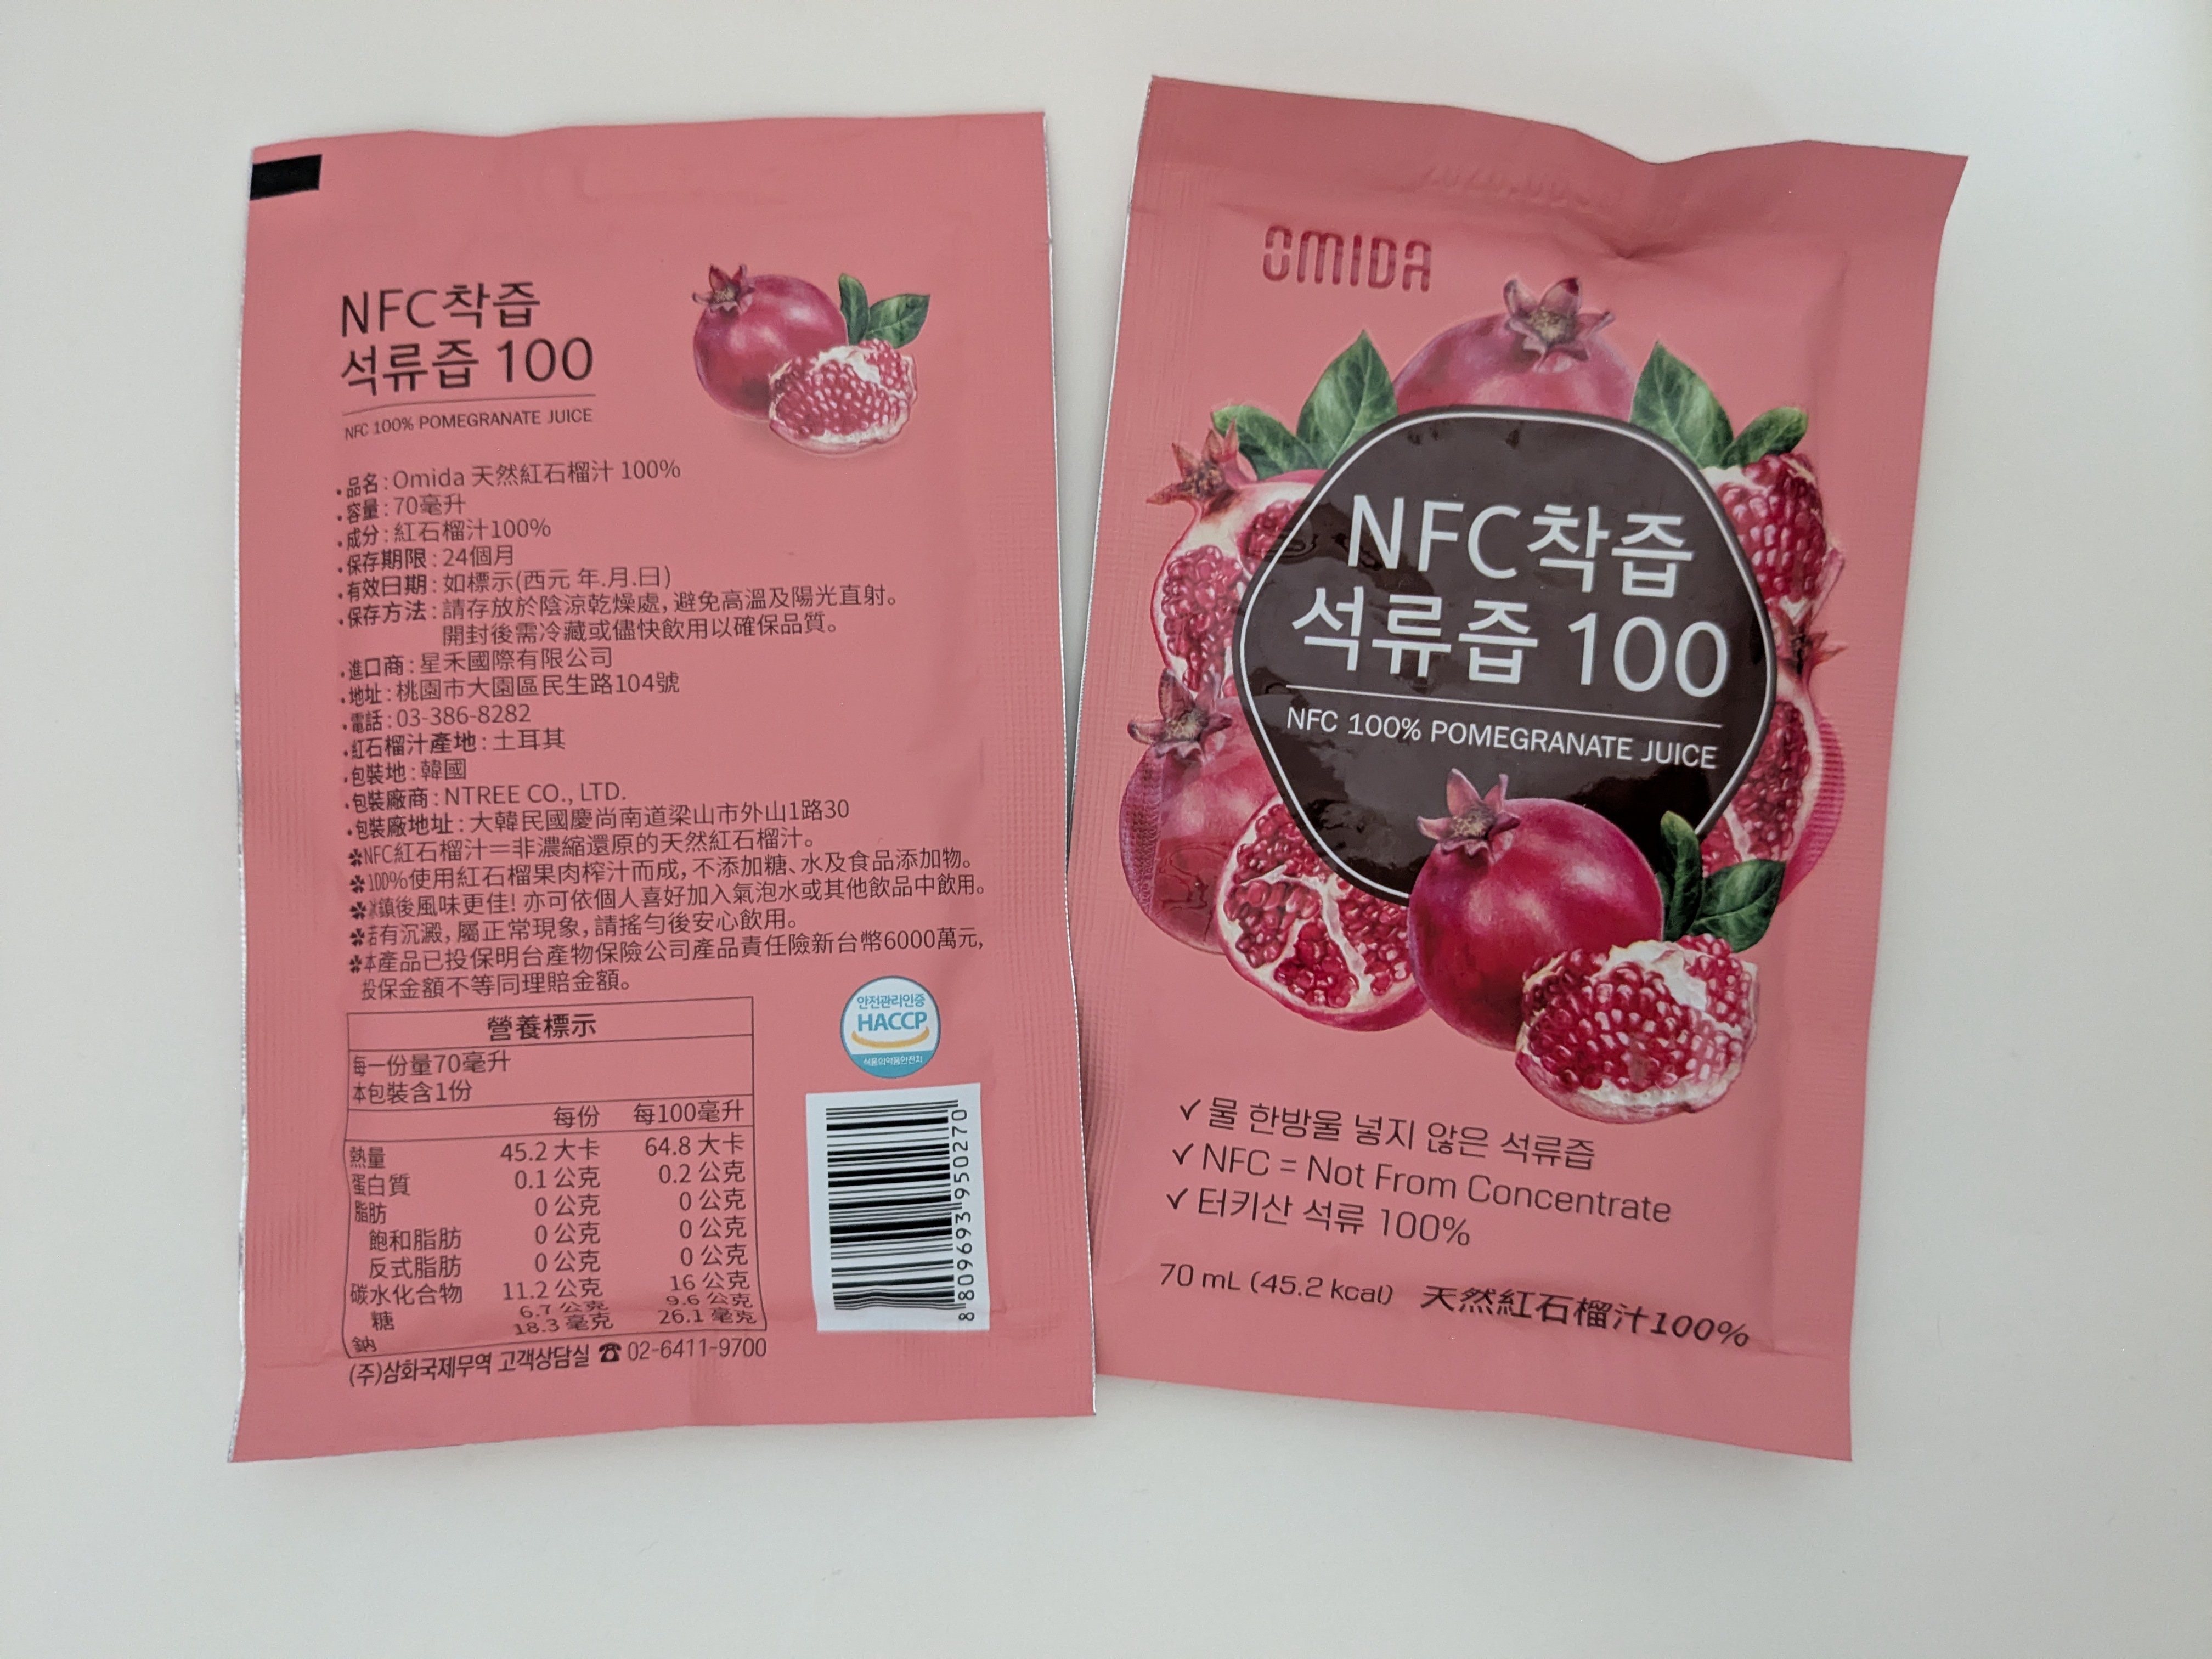 NFC착즙
석류즙 100
NFC 100% POMEGRANATE JUICE
•品名:Omida 天然紅石榴汁 100%
•容量:70毫升
•成分:紅石榴汁100%
•保存期限:24個月
•有效日期:如標示(西元 年.月.日)
•保存方法:請存放於陰涼乾燥處,避免高溫及陽光直射。
開封後需冷藏或儘快飲用以確保品質。
•進口商:星禾國際有限公司
•地址:桃園市大園區民生路104號
•電話:03-386-8282
•紅石榴汁產地:土耳其
•包裝地:韓國
•包裝廠商:NTREE CO., LTD.
•包裝廠地址:大韓民國慶尚南道梁山市外山1路30
✽NFC紅石榴汁=非濃縮還原的天然紅石榴汁。
✽100%使用紅石榴果肉榨汁而成,不添加糖、水及食品添加物。
✽冰鎮後風味更佳!亦可依個人喜好加入氣泡水或其他飲品中飲用。
✽若有沉澱,屬正常現象,請搖勻後安心飲用。
✽本產品已投保明台產物保險公司產品責任險新台幣6000萬元,
投保金額不等同理賠金額。
안전관리인증
HACCP
식품의약품안전처
營養標示
每一份量70毫升
本包裝含1份
每份 每100毫升
熱量 45.2 大卡 64.8 大卡
蛋白質 0.1 公克 0.2 公克
脂肪 0 公克 0 公克
飽和脂肪 0 公克 0 公克
反式脂肪 0 公克 0 公克
碳水化合物 11.2 公克 16 公克
糖 6.7 公克 9.6 公克
鈉 18.3 毫克 26.1 毫克
(주)삼화국제무역 고객상담실 ☎ 02-6411-9700
8 809693 950270
OMIDA
NFC착즙
석류즙 100
NFC 100% POMEGRANATE JUICE
✓ 물 한방울 넣지 않은 석류즙
✓ NFC = Not From Concentrate
✓ 터키산 석류 100%
70 mL (45.2 kcal) 天然紅石榴汁100%